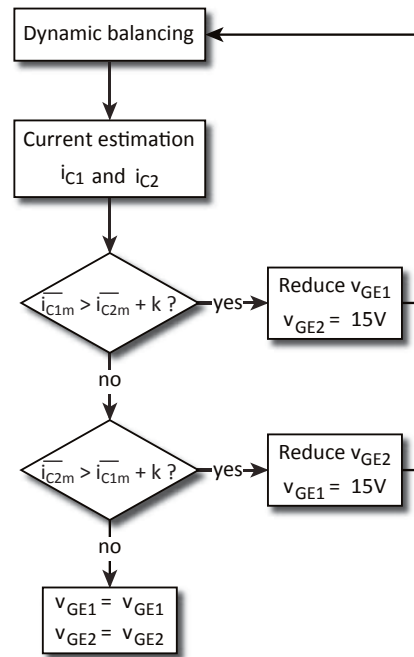 Dynamic balancing
Current estimation
iC1 and iC2
iC1m > iC2m + k ?
yes
Reduce vGE1
vGE2 = 15V
no
iC2m > iC1m + k ?
yes
Reduce vGE2
vGE1 = 15V
no
vGE1 = vGE1
vGE2 = vGE2